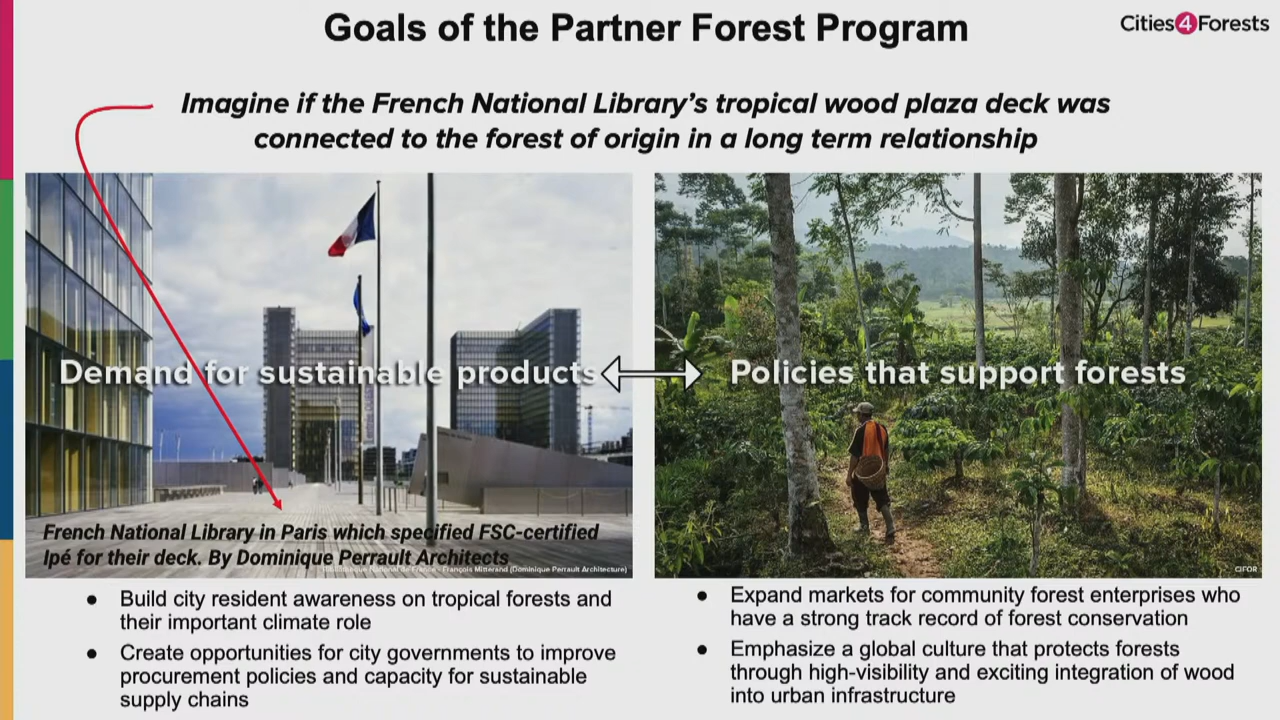 Goals of the Partner Forest Program
Cities4Forests
Imagine if the French National Library's tropical wood plaza deck was
connected to the forest of origin in a long term relationship
Demand for sustainable products
Policies that support forests
French National Library in Paris which specified FSC-certified
Ipé for their deck. By Dominique Perrault Architects
François Mitterand (Dominique Perrault Architecture)
CIFOR
● Build city resident awareness on tropical forests and
their important climate role
● Create opportunities for city governments to improve
procurement policies and capacity for sustainable
supply chains
● Expand markets for community forest enterprises who
have a strong track record of forest conservation
● Emphasize a global culture that protects forests
through high-visibility and exciting integration of wood
into urban infrastructure